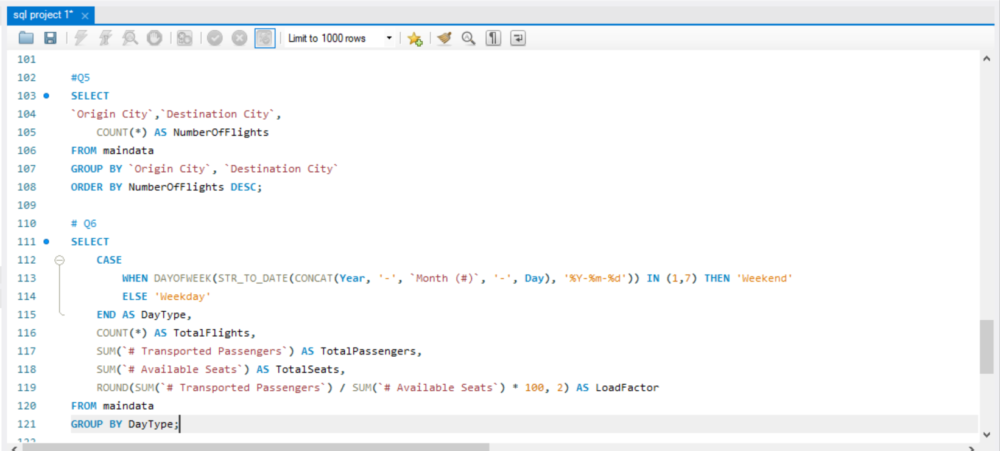 sql project 1*
Limit to 1000 rows
101
102 #Q5
103 SELECT
104 `Origin City`,`Destination City`,
105 COUNT(*) AS NumberOfFlights
106 FROM maindata
107 GROUP BY `Origin City`, `Destination City`
108 ORDER BY NumberOfFlights DESC;
109
110 # Q6
111 SELECT
112 CASE
113 WHEN DAYOFWEEK(STR_TO_DATE(CONCAT(Year, '-', `Month (#)`, '-', Day), '%Y-%m-%d')) IN (1,7) THEN 'Weekend'
114 ELSE 'Weekday'
115 END AS DayType,
116 COUNT(*) AS TotalFlights,
117 SUM(`# Transported Passengers`) AS TotalPassengers,
118 SUM(`# Available Seats`) AS TotalSeats,
119 ROUND(SUM(`# Transported Passengers`) / SUM(`# Available Seats`) * 100, 2) AS LoadFactor
120 FROM maindata
121 GROUP BY DayType;
122